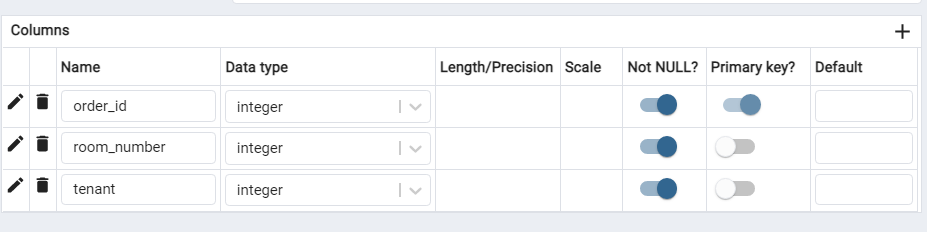 Columns
Name Data type Length/Precision Scale Not NULL? Primary key? Default
order_id integer
room_number integer
tenant integer